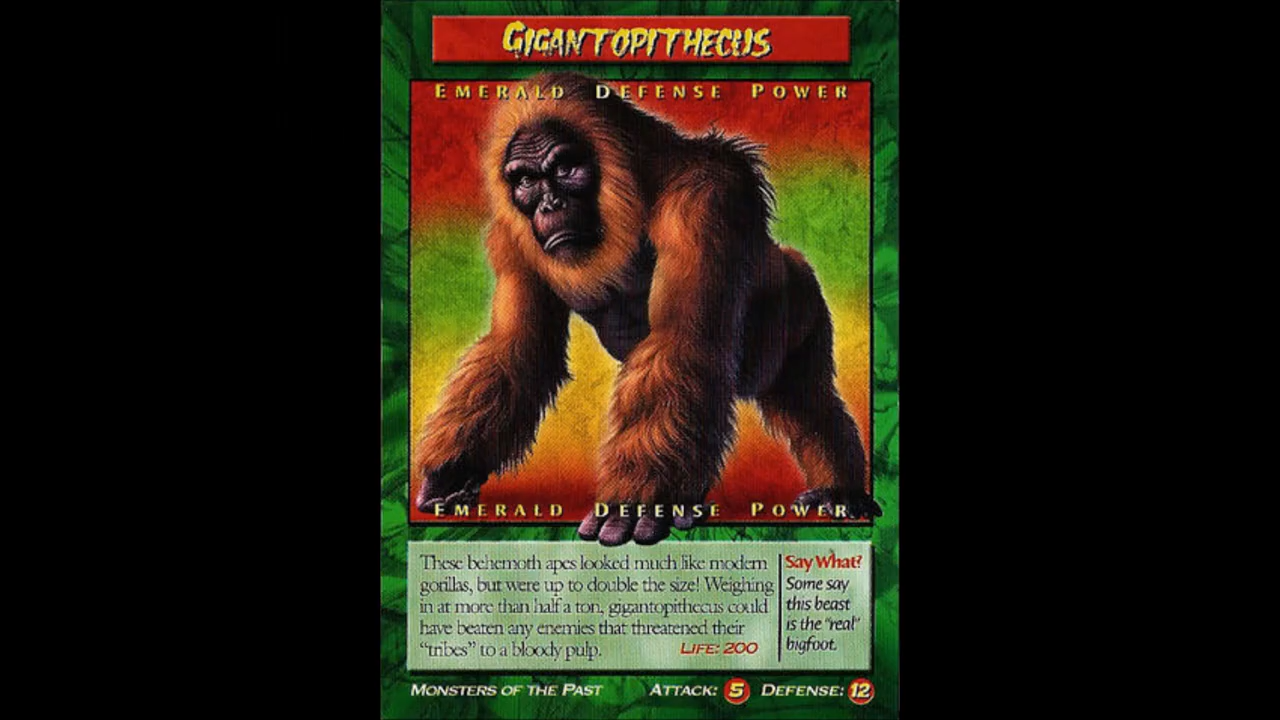 GIGANTOPITHECUS
EMERALD DEFENSE POWER
EMERALD DEFENSE POWER
These behemoth apes looked much like modern
gorillas, but were up to double the size! Weighing
in at more than half a ton, gigantopithecus could
have beaten any enemies that threatened their
“tribes” to a bloody pulp.
LIFE: 200
Say What?
Some say
this beast
is the “real”
bigfoot.
MONSTERS OF THE PAST
ATTACK: 5 DEFENSE: 12